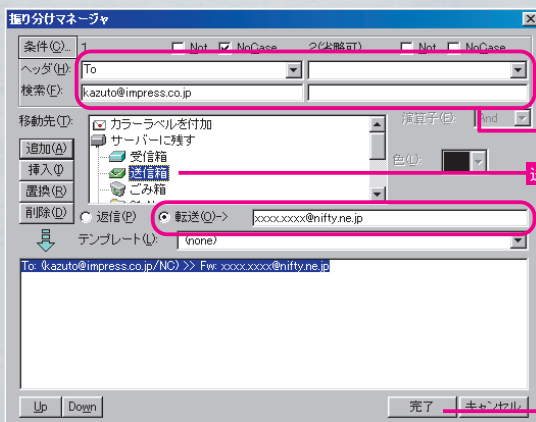 振り分けマネージャ
条件(C)... 1 Not NoCase 2(省略可) Not NoCase
ヘッダ(H): To
検索(F): kazuto@impress.co.jp
移動先(T): カラーラベルを付加 演算子(E): And
サーバーに残す
追加(A) 受信箱 色(L):
挿入(I) 送信箱
置換(R) ごみ箱
削除(D) 返信(P) 転送(O)-> xxxx.xxxx@nifty.ne.jp
テンプレート(L): (none)
To: (kazuto@impress.co.jp/NC) >> Fw: xxxx.xxxx@nifty.ne.jp
Up Down 完了 キャンセル